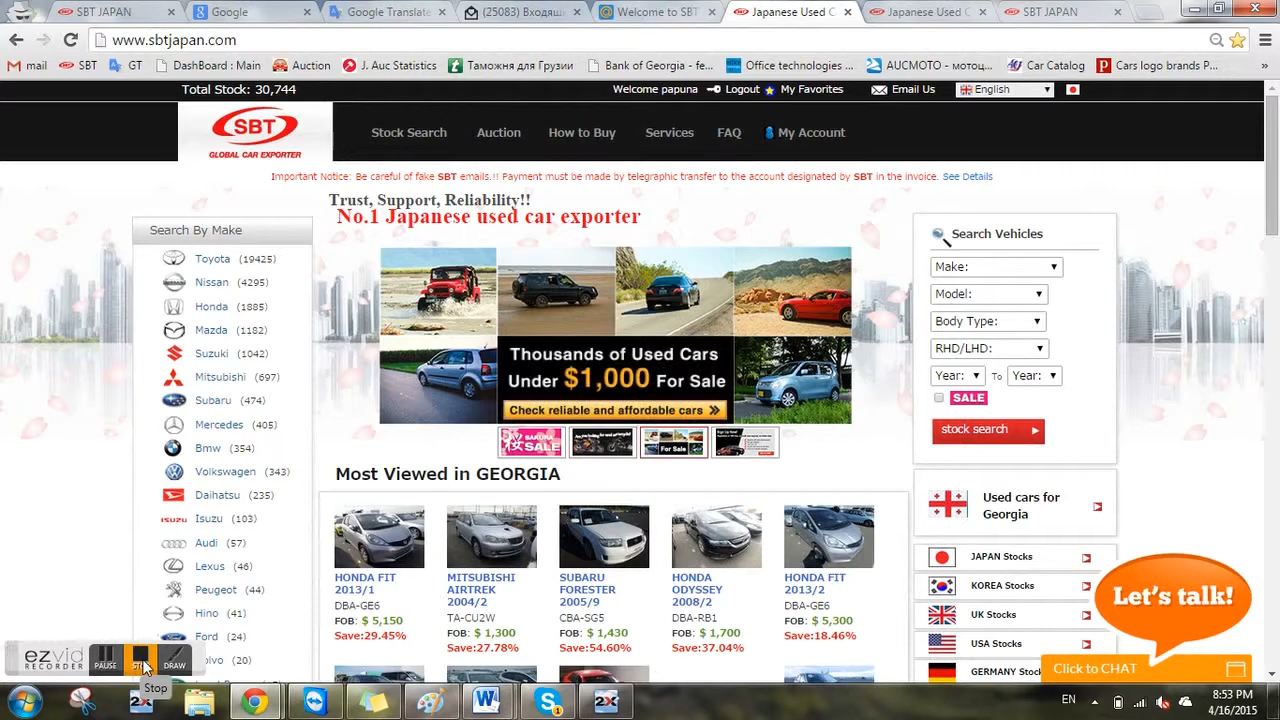 SBT JAPAN
Google
Google Translate
(25083) Входящи
Welcome to SBT
Japanese Used C
Japanese Used C
SBT JAPAN
www.sbtjapan.com
mail
SBT
GT
DashBoard : Main
Auction
J. Auc Statistics
Таможня для Грузии
Bank of Georgia - fe...
Office technologies ...
АUCМОТО - мотоц...
Car Catalog
Cars logo brands P...
Total Stock: 30,744
Welcome papuna
Logout
My Favorites
Email Us
English
SBT
GLOBAL CAR EXPORTER
Stock Search
Auction
How to Buy
Services
FAQ
My Account
Important Notice: Be careful of fake SBT emails.!! Payment must be made by telegraphic transfer to the account designated by SBT in the invoice. See Details
Trust, Support, Reliability!!
No.1 Japanese used car exporter
Search By Make
Toyota (19425)
Nissan (4295)
Honda (1885)
Mazda (1182)
Suzuki (1042)
Mitsubishi (697)
Subaru (474)
Mercedes (405)
Bmw (354)
Volkswagen (343)
Daihatsu (235)
ISUZU Isuzu (103)
Audi (57)
Lexus (46)
Peugeot (44)
Hino (41)
Ford (24)
olvo (20)
Thousands of Used Cars
Under $1,000 For Sale
Check reliable and affordable cars
SAKURA
SALE
For Sale
Most Viewed in GEORGIA
HONDA FIT
2013/1
DBA-GE6
FOB: $ 5,150
Save:29.45%
MITSUBISHI
AIRTREK
2004/2
TA-CU2W
FOB: $ 1,430
Save:27.78%
SUBARU
FORESTER
2005/9
CBA-SG5
FOB: $ 1,300
Save:54.60%
HONDA
ODYSSEY
2008/2
DBA-RB1
FOB: $ 1,700
Save:37.04%
HONDA FIT
2013/2
DBA-GE6
FOB: $ 5,300
Save:18.46%
Search Vehicles
Make:
Model:
Body Type:
RHD/LHD:
Year: To Year:
SALE
stock search
Used cars for
Georgia
JAPAN Stocks
KOREA Stocks
UK Stocks
USA Stocks
GERMANY Stocks
Let's talk!
Click to CHAT
ezvid
RECORDER
PAUSE
DRAW
Stop
2X
W
S
1
2X
EN
8:53 PM
4/16/2015